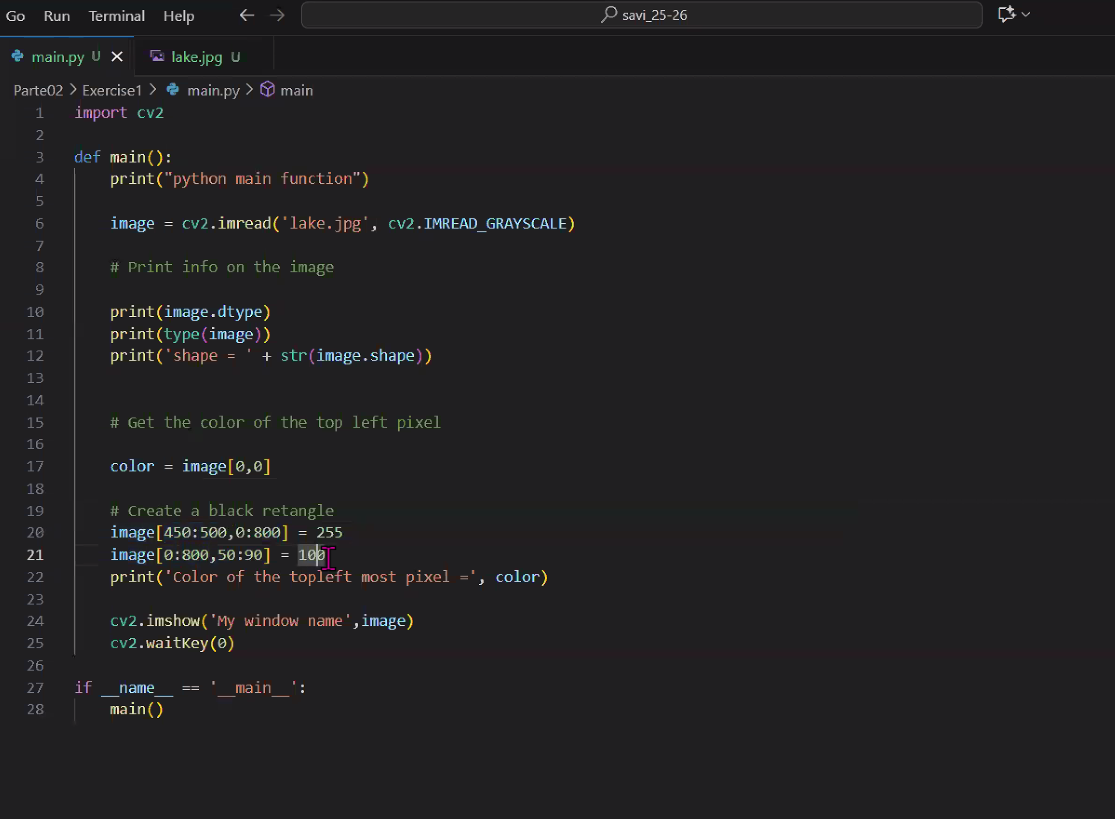 Go Run Terminal Help savi_25-26
main.py U lake.jpg U
Parte02 > Exercise1 > main.py > main
1 import cv2
2
3 def main():
4 print("python main function")
5
6 image = cv2.imread('lake.jpg', cv2.IMREAD_GRAYSCALE)
7
8 # Print info on the image
9
10 print(image.dtype)
11 print(type(image))
12 print('shape = ' + str(image.shape))
13
14
15 # Get the color of the top left pixel
16
17 color = image[0,0]
18
19 # Create a black retangle
20 image[450:500,0:800] = 255
21 image[0:800,50:90] = 100
22 print('Color of the topleft most pixel =', color)
23
24 cv2.imshow('My window name',image)
25 cv2.waitKey(0)
26
27 if __name__ == '__main__':
28 main()